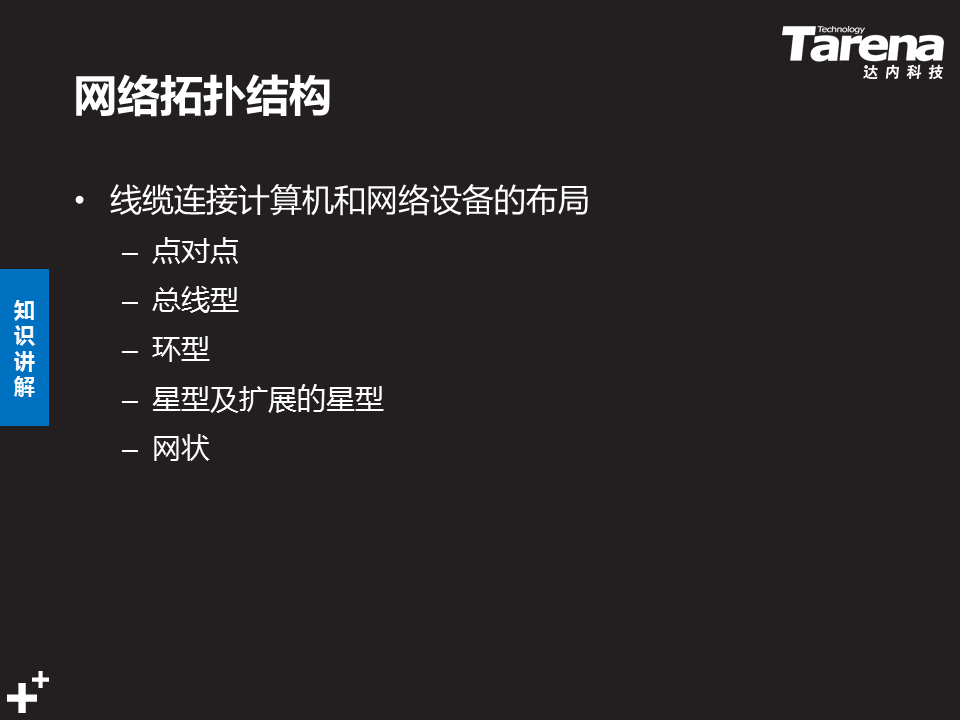 Technology
Tarena
达内科技
网络拓扑结构
• 线缆连接计算机和网络设备的布局
– 点对点
– 总线型
– 环型
– 星型及扩展的星型
– 网状
知识讲解